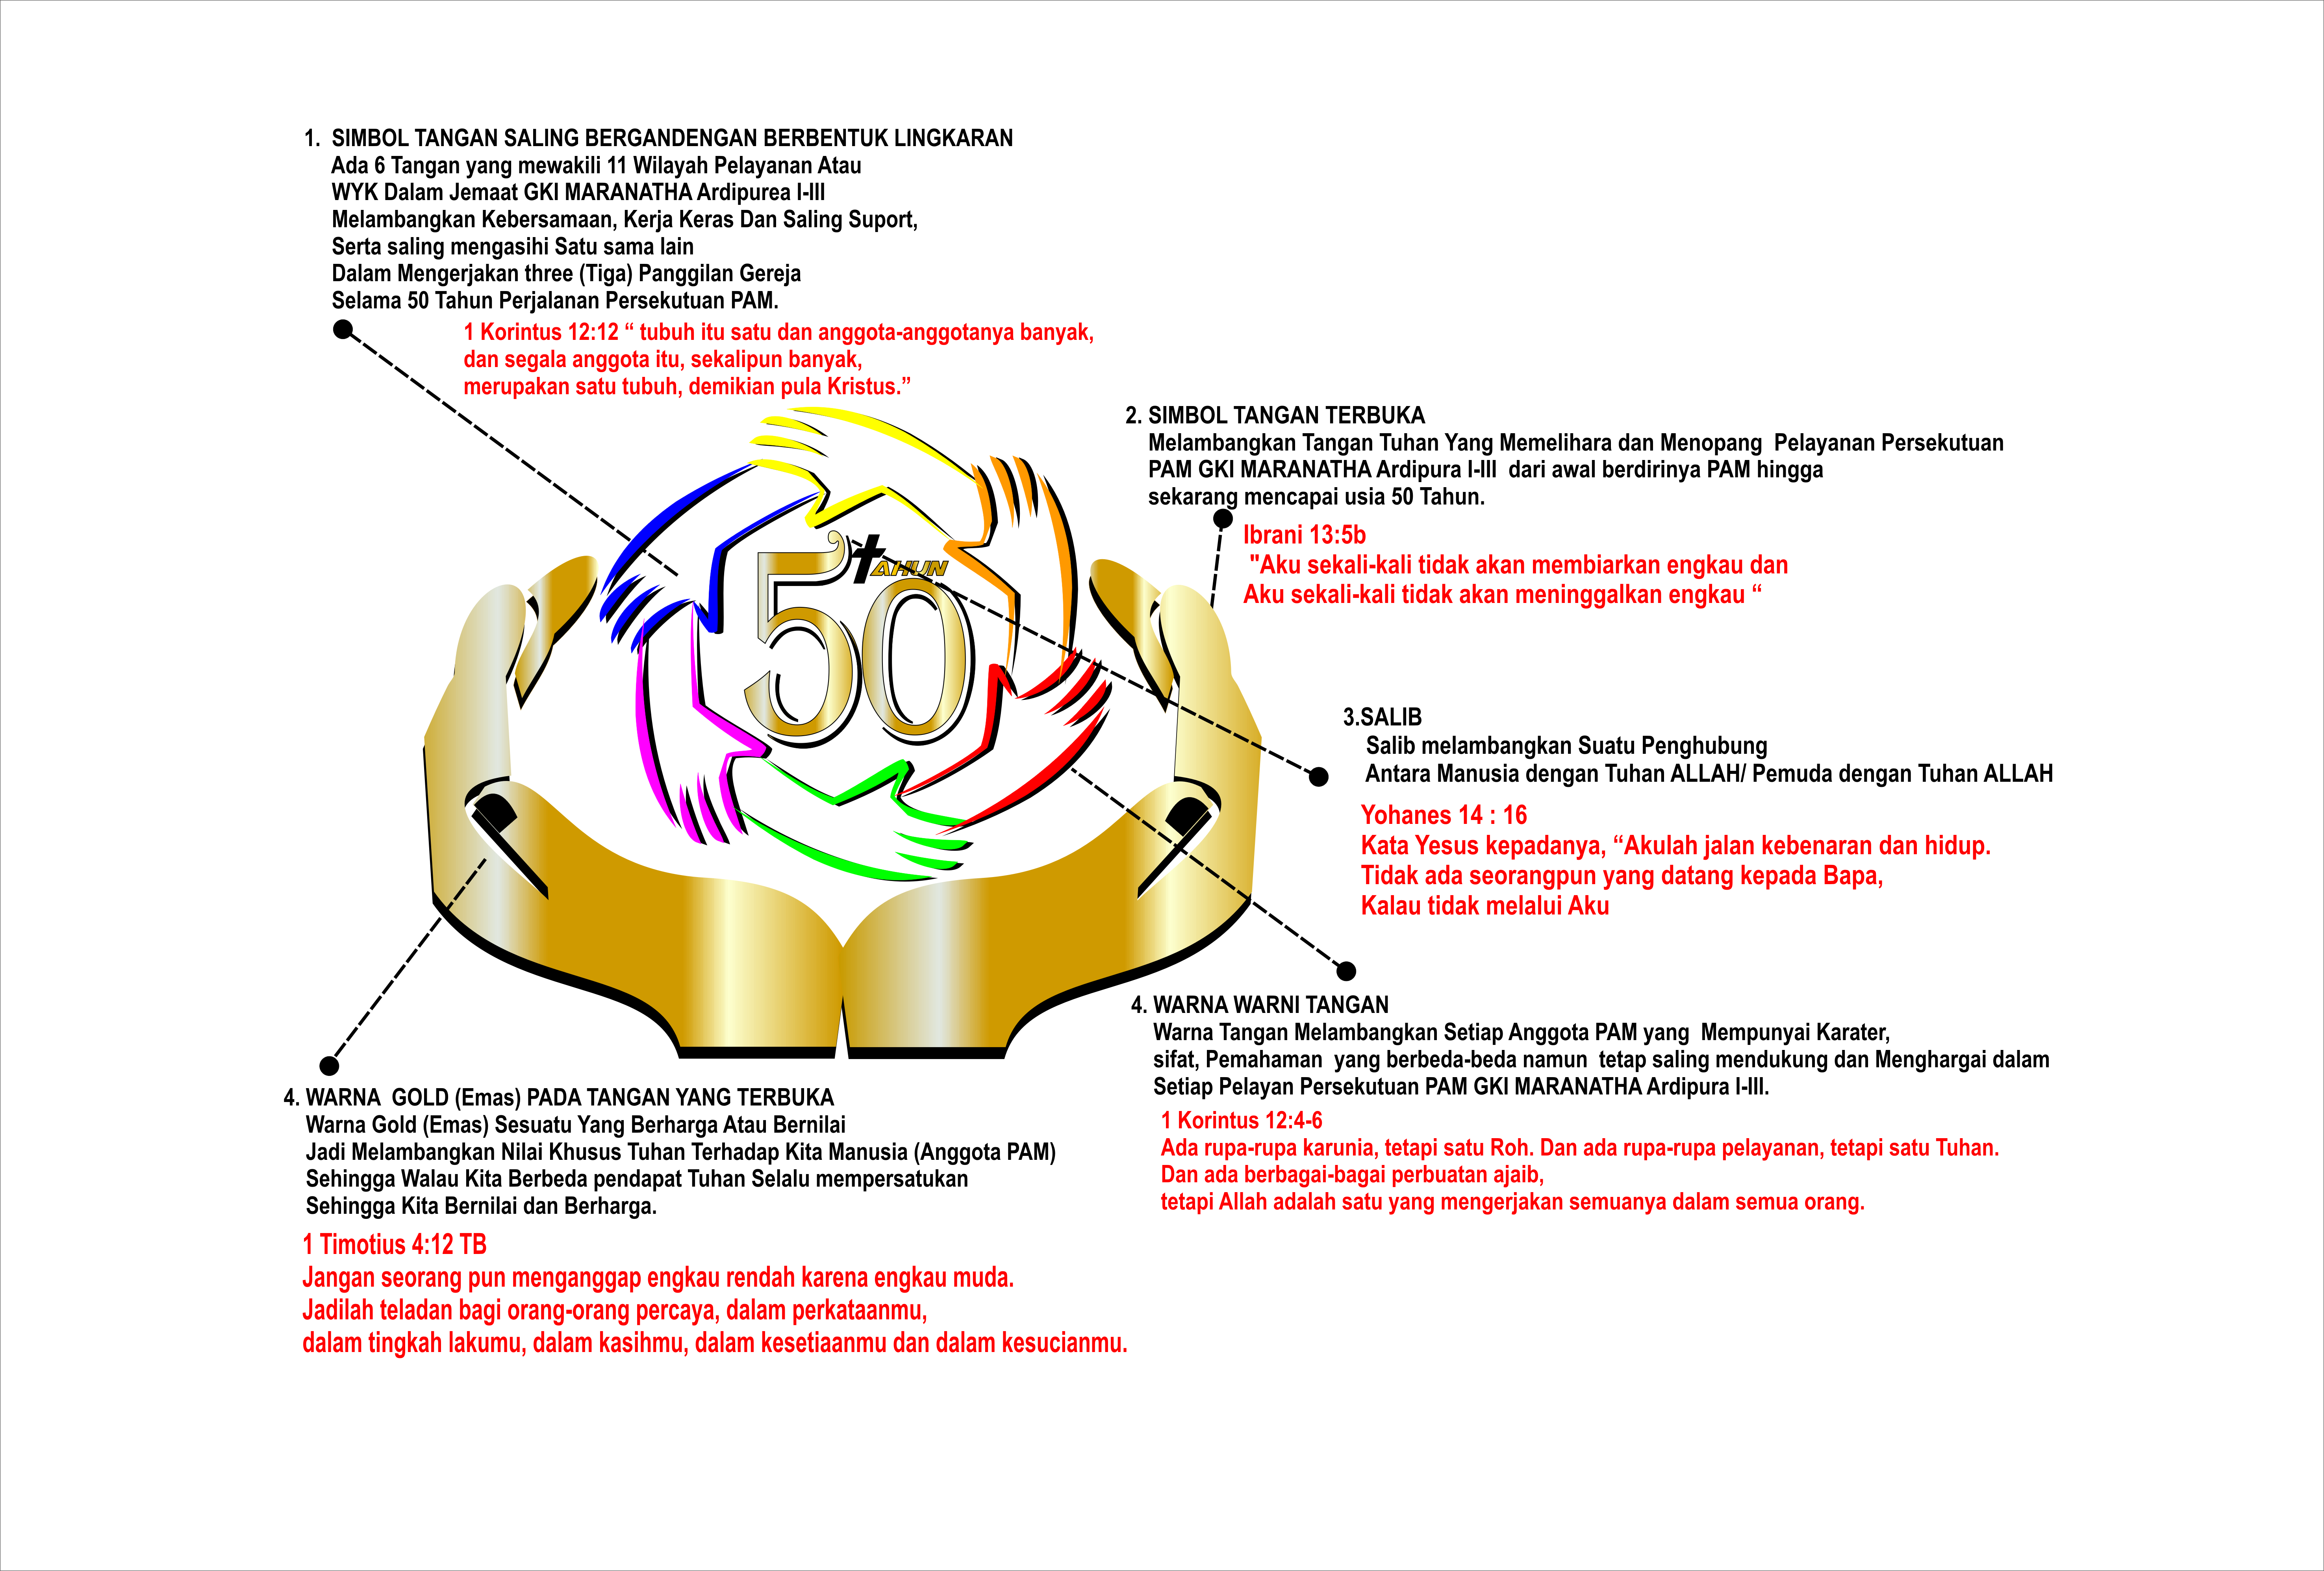 1. SIMBOL TANGAN SALING BERGANDENGAN BERBENTUK LINGKARAN
Ada 6 Tangan yang mewakili 11 Wilayah Pelayanan Atau
WYK Dalam Jemaat GKI MARANATHA Ardipurea I-III
Melambangkan Kebersamaan, Kerja Keras Dan Saling Suport,
Serta saling mengasihi Satu sama lain
Dalam Mengerjakan three (Tiga) Panggilan Gereja
Selama 50 Tahun Perjalanan Persekutuan PAM.
1 Korintus 12:12 “ tubuh itu satu dan anggota-anggotanya banyak,
dan segala anggota itu, sekalipun banyak,
merupakan satu tubuh, demikian pula Kristus.”
2. SIMBOL TANGAN TERBUKA
Melambangkan Tangan Tuhan Yang Memelihara dan Menopang Pelayanan Persekutuan
PAM GKI MARANATHA Ardipura I-III dari awal berdirinya PAM hingga
sekarang mencapai usia 50 Tahun.
Ibrani 13:5b
"Aku sekali-kali tidak akan membiarkan engkau dan
Aku sekali-kali tidak akan meninggalkan engkau “
TAHUN
50
3.SALIB
Salib melambangkan Suatu Penghubung
Antara Manusia dengan Tuhan ALLAH/ Pemuda dengan Tuhan ALLAH
Yohanes 14 : 16
Kata Yesus kepadanya, “Akulah jalan kebenaran dan hidup.
Tidak ada seorangpun yang datang kepada Bapa,
Kalau tidak melalui Aku
4. WARNA WARNI TANGAN
Warna Tangan Melambangkan Setiap Anggota PAM yang Mempunyai Karater,
sifat, Pemahaman yang berbeda-beda namun tetap saling mendukung dan Menghargai dalam
Setiap Pelayan Persekutuan PAM GKI MARANATHA Ardipura I-III.
1 Korintus 12:4-6
Ada rupa-rupa karunia, tetapi satu Roh. Dan ada rupa-rupa pelayanan, tetapi satu Tuhan.
Dan ada berbagai-bagai perbuatan ajaib,
tetapi Allah adalah satu yang mengerjakan semuanya dalam semua orang.
4. WARNA GOLD (Emas) PADA TANGAN YANG TERBUKA
Warna Gold (Emas) Sesuatu Yang Berharga Atau Bernilai
Jadi Melambangkan Nilai Khusus Tuhan Terhadap Kita Manusia (Anggota PAM)
Sehingga Walau Kita Berbeda pendapat Tuhan Selalu mempersatukan
Sehingga Kita Bernilai dan Berharga.
1 Timotius 4:12 TB
Jangan seorang pun menganggap engkau rendah karena engkau muda.
Jadilah teladan bagi orang-orang percaya, dalam perkataanmu,
dalam tingkah lakumu, dalam kasihmu, dalam kesetiaanmu dan dalam kesucianmu.